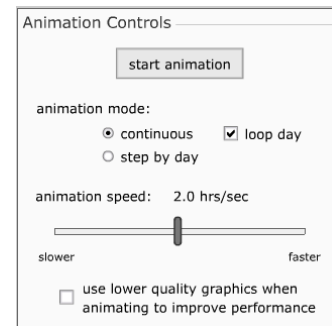 Animation Controls
start animation
animation mode:
continuous loop day
step by day
animation speed: 2.0 hrs/sec
slower faster
use lower quality graphics when
animating to improve performance